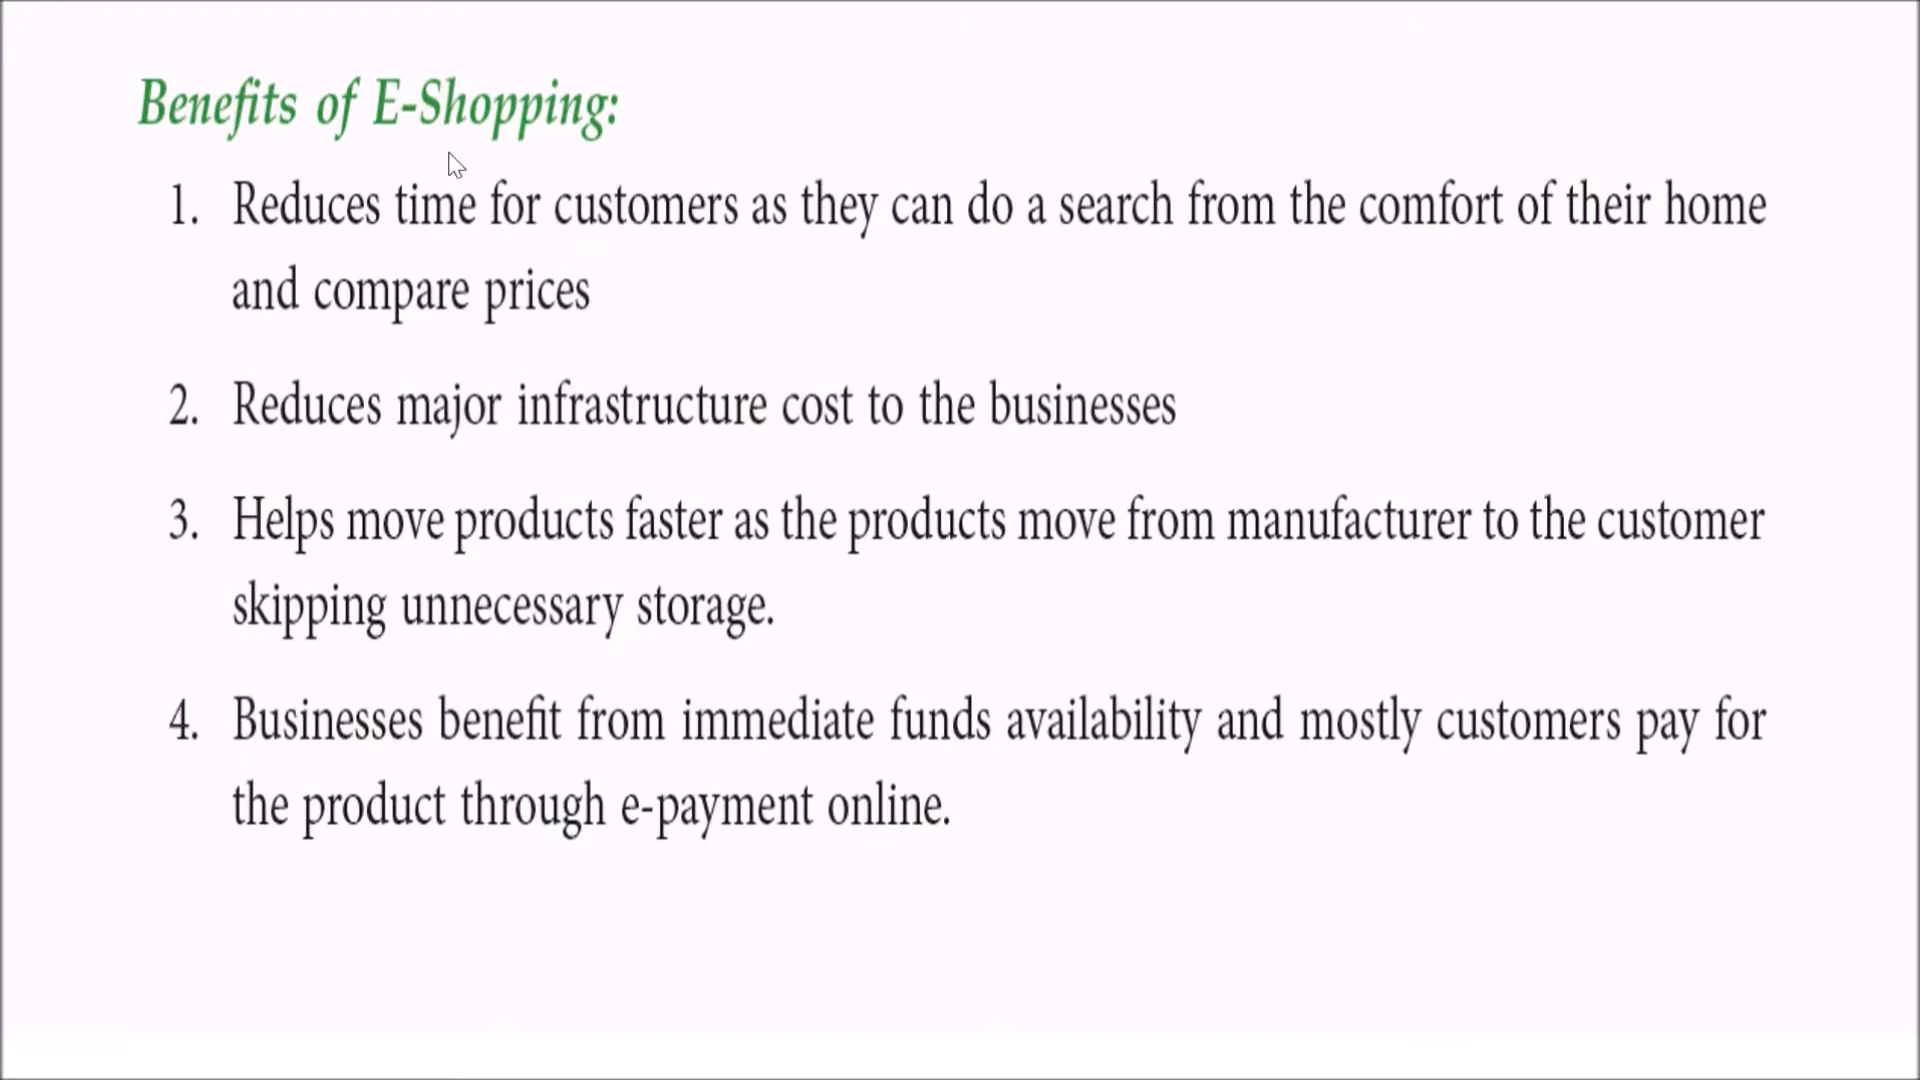 Benefits of E-Shopping:
1. Reduces time for customers as they can do a search from the comfort of their home
and compare prices
2. Reduces major infrastructure cost to the businesses
3. Helps move products faster as the products move from manufacturer to the customer
skipping unnecessary storage.
4. Businesses benefit from immediate funds availability and mostly customers pay for
the product through e-payment online.